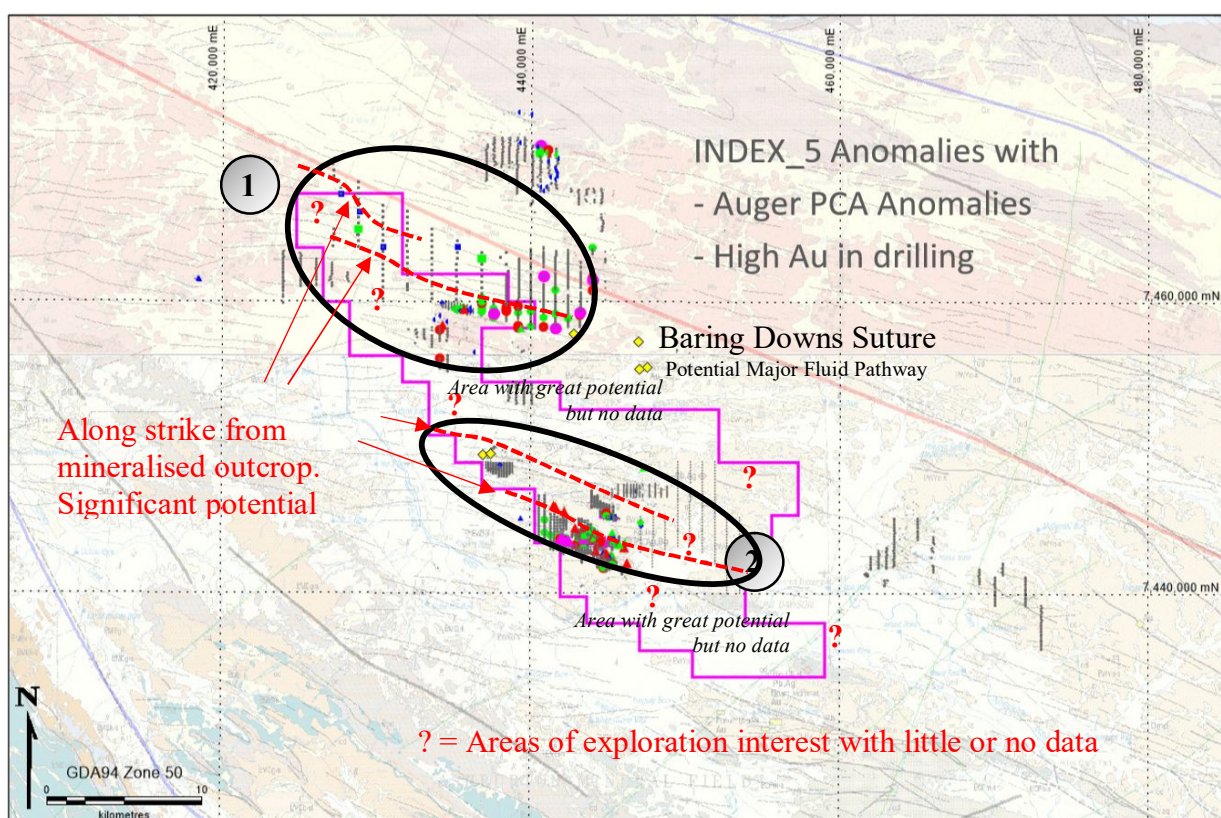 420,000 mE
440,000 mE
460,000 mE
480,000 mE
INDEX_5 Anomalies with
- Auger PCA Anomalies
- High Au in drilling
1
?
?
7,460,000 mN
Baring Downs Suture
Potential Major Fluid Pathway
Area with great potential
but no data
?
Along strike from
mineralised outcrop.
Significant potential
?
?
2
7,440,000 mN
?
Area with great potential
but no data
?
N
? = Areas of exploration interest with little or no data
GDA94 Zone 50
0
10
kilometres